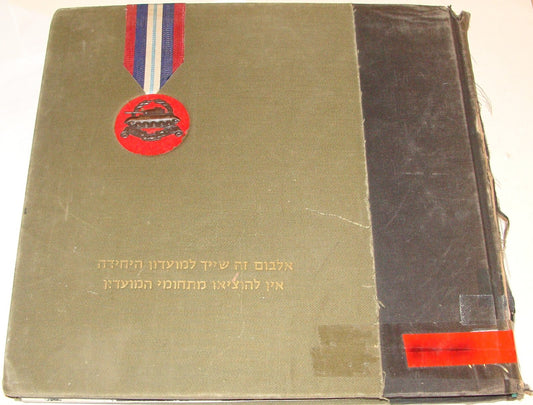 אלבום זה שייך למועדון היחידה
אין להוציאו מתחומי המועדון